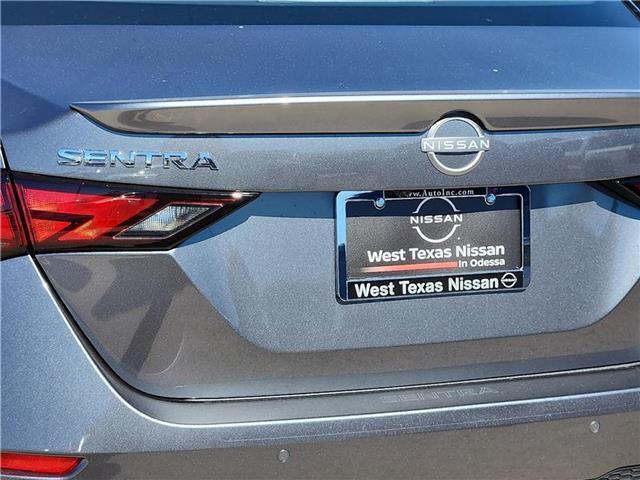 SENTRA
NISSAN
www.AutoInc.com
NISSAN
West Texas Nissan
In Odessa
West Texas Nissan
SENTRA